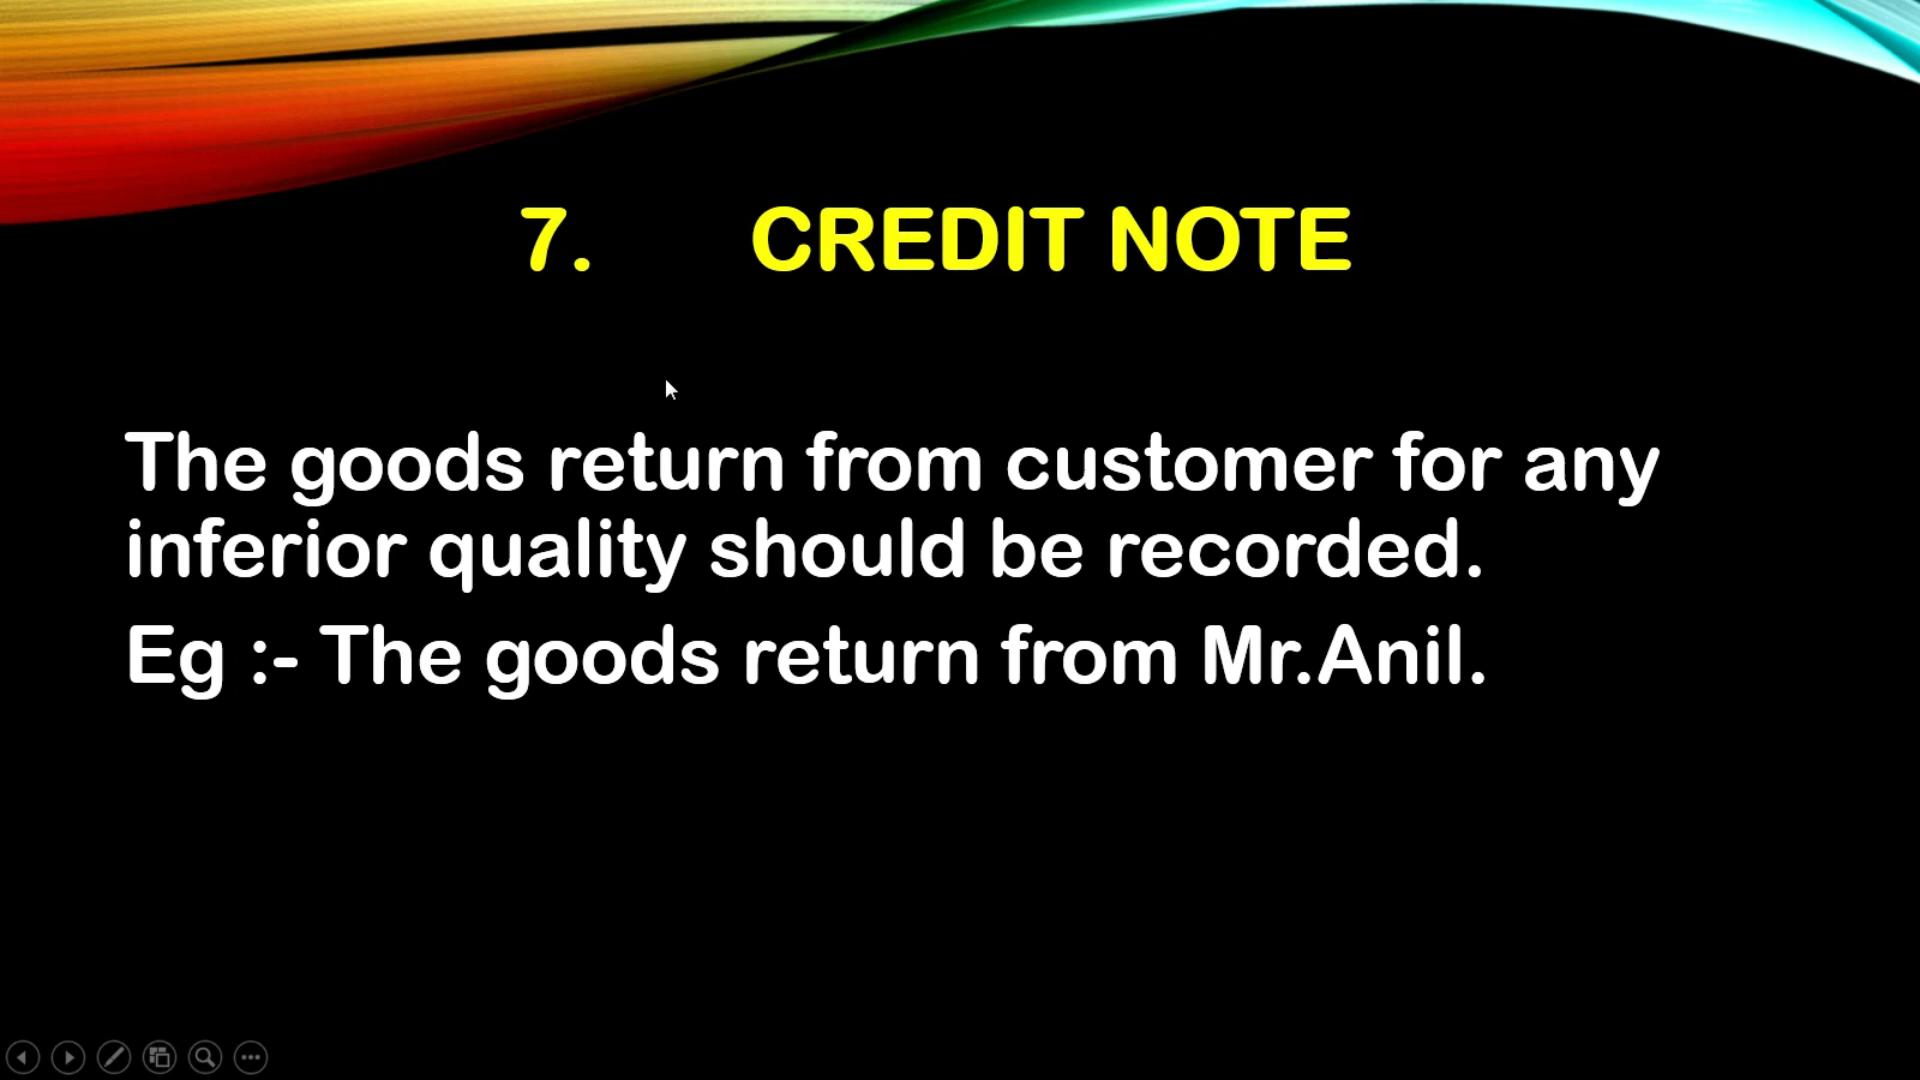 7. CREDIT NOTE
The goods return from customer for any
inferior quality should be recorded.
Eg :- The goods return from Mr.Anil.